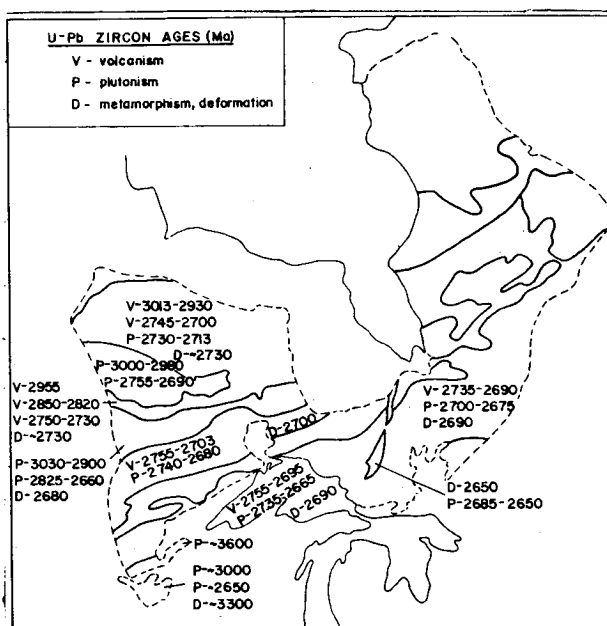 U-Pb ZIRCON AGES (Ma)
V - volcanism
P - plutonism
D - metamorphism, deformation
V-3013-2930
V-2745-2700
P-2730-2713
D-~2730
P-3000-2980
P-2755-2690
V-2955
V-2850-2820
V-2750-2730
D-~2730
P-3030-2900
P-2825-2660
D-2680
D-2700
V-2755-2703
P-2740-2680
V-2735-2690
P-2700-2675
D-2690
V-2755-2695
P-2735-2665
D-2690
D-2650
P-2685-2650
P-~3600
P-~3000
P-~2650
D-~3300